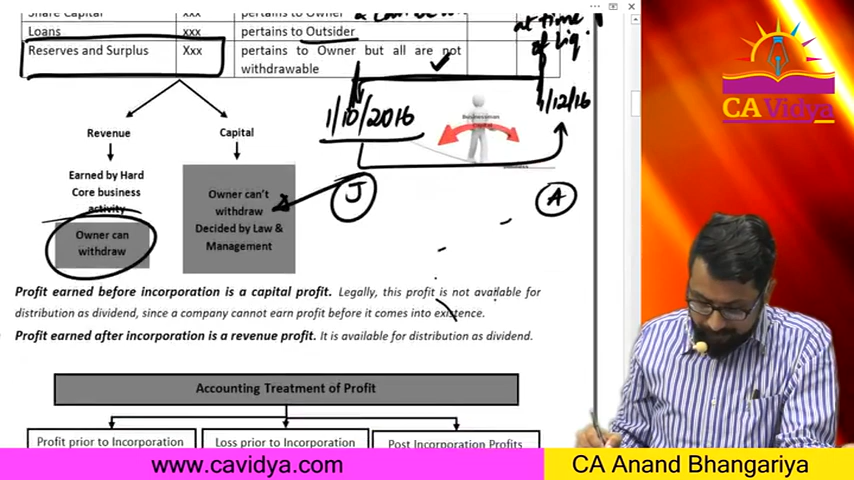 Share Capital xxx pertains to Owner
at time
Loans xxx pertains to Outsider
of Liq.
Reserves and Surplus Xxx pertains to Owner but all are not withdrawable
1/10/2016
1/12/16
Businessman
CA Vidya
Revenue Capital
Earned by Hard
Core business
activity
Owner can
withdraw
Owner can't
withdraw
Decided by Law &
Management
J A
Profit earned before incorporation is a capital profit. Legally, this profit is not available for
distribution as dividend, since a company cannot earn profit before it comes into existence.
Profit earned after incorporation is a revenue profit. It is available for distribution as dividend.
Accounting Treatment of Profit
Profit prior to Incorporation Loss prior to Incorporation Post Incorporation Profits
www.cavidya.com CA Anand Bhangariya